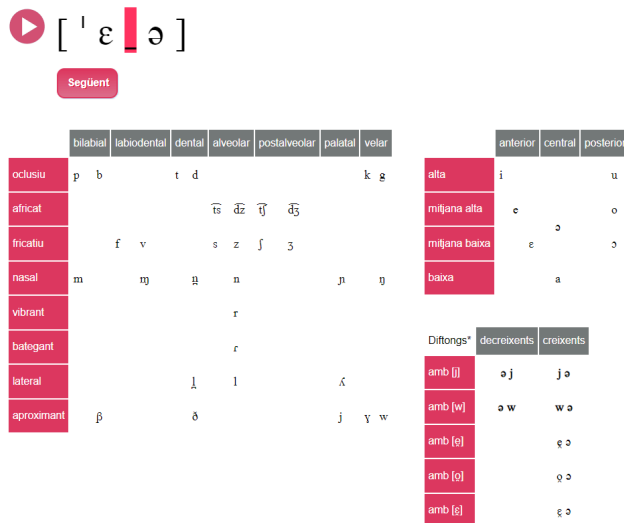 [ ˈ ɛ _ ə ]
Següent
bilabial labiodental dental alveolar postalveolar palatal velar
oclusiu p b t d k g
africat t͡s d͡z t͡ʃ d͡ʒ
fricatiu f v s z ʃ ʒ
nasal m ɱ n̪ n ɲ ŋ
vibrant r
bategant ɾ
lateral l̪ l ʎ
aproximant β ð j ɣ w
anterior central posterior
alta i u
mitjana alta e o
ə
mitjana baixa ɛ ɔ
baixa a
Diftongs* decreixents creixents
amb [j] ə j j ə
amb [w] ə w w ə
amb [e̯] e̯ ɔ
amb [o̯] o̯ ɔ
amb [ɛ̯] ɛ̯ ɔ